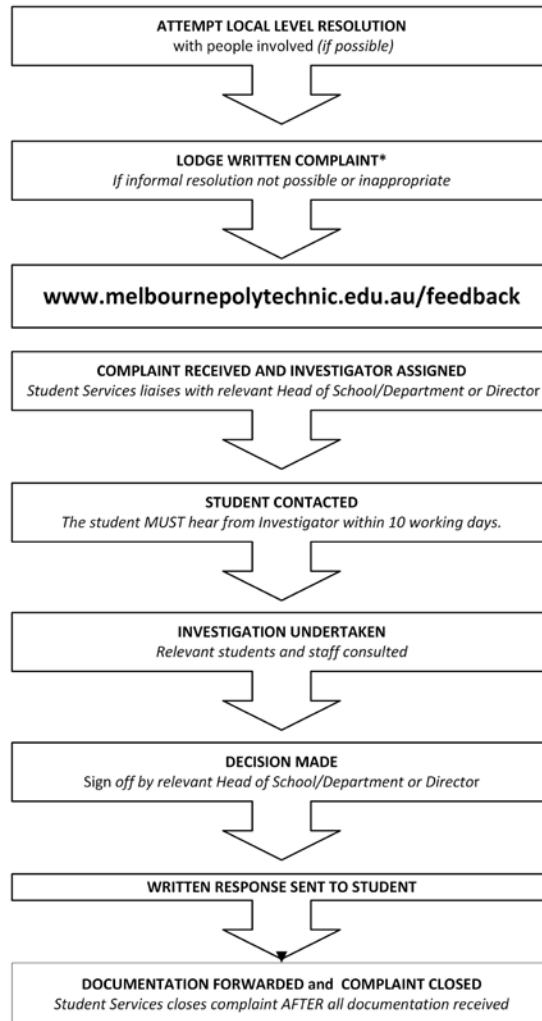 ATTEMPT LOCAL LEVEL RESOLUTION
with people involved (if possible)
LODGE WRITTEN COMPLAINT*
If informal resolution not possible or inappropriate
www.melbournepolytechnic.edu.au/feedback
COMPLAINT RECEIVED AND INVESTIGATOR ASSIGNED
Student Services liaises with relevant Head of School/Department or Director
STUDENT CONTACTED
The student MUST hear from Investigator within 10 working days.
INVESTIGATION UNDERTAKEN
Relevant students and staff consulted
DECISION MADE
Sign off by relevant Head of School/Department or Director
WRITTEN RESPONSE SENT TO STUDENT
DOCUMENTATION FORWARDED and COMPLAINT CLOSED
Student Services closes complaint AFTER all documentation received